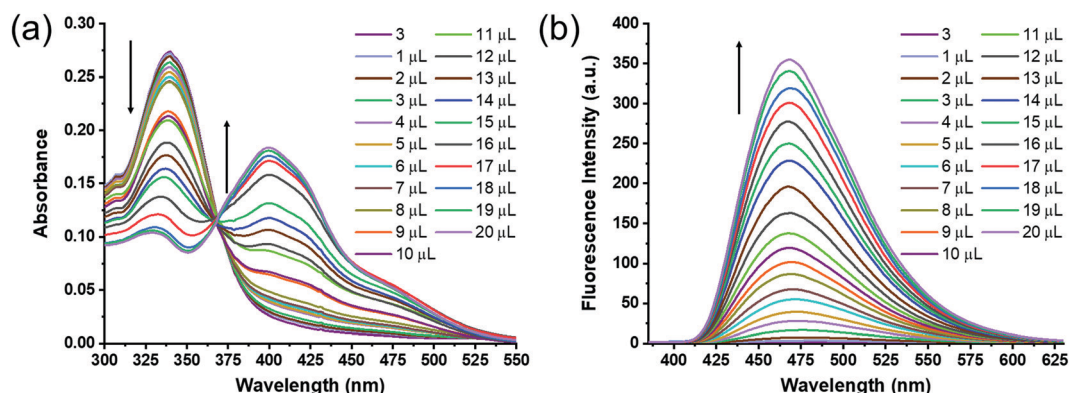 (a)
0.30
0.25
0.20
0.15
0.10
0.05
0.00
Absorbance
300 325 350 375 400 425 450 475 500 525 550
Wavelength (nm)
3 11 μL
1 μL 12 μL
2 μL 13 μL
3 μL 14 μL
4 μL 15 μL
5 μL 16 μL
6 μL 17 μL
7 μL 18 μL
8 μL 19 μL
9 μL 20 μL
10 μL
(b)
400
350
300
250
200
150
100
50
0
Fluorescence Intensity (a.u.)
400 425 450 475 500 525 550 575 600 625
Wavelength (nm)
3 11 μL
1 μL 12 μL
2 μL 13 μL
3 μL 14 μL
4 μL 15 μL
5 μL 16 μL
6 μL 17 μL
7 μL 18 μL
8 μL 19 μL
9 μL 20 μL
10 μL